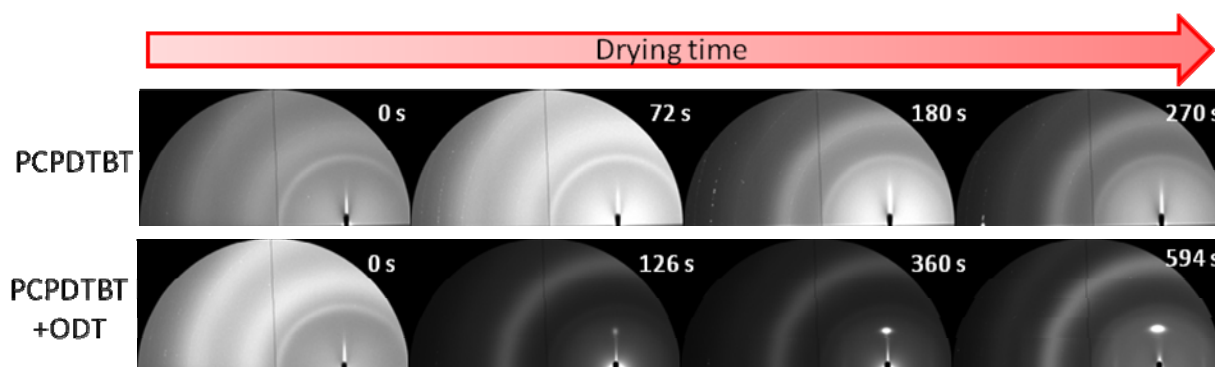 Drying time
PCPDTBT
0 s
72 s
180 s
270 s
PCPDTBT
+ODT
0 s
126 s
360 s
594 s